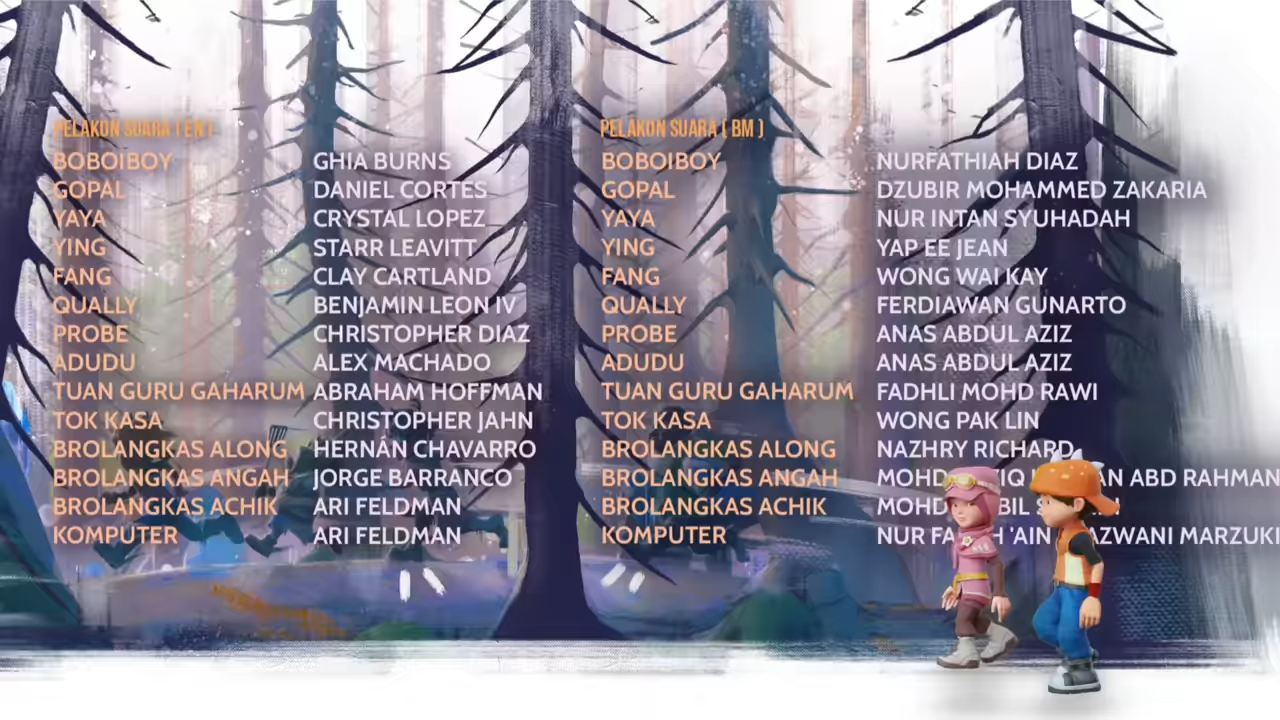 PELAKON SUARA ( EN )
BOBOIBOY GHIA BURNS
GOPAL DANIEL CORTES
YAYA CRYSTAL LOPEZ
YING STARR LEAVITT
FANG CLAY CARTLAND
QUALLY BENJAMIN LEON IV
PROBE CHRISTOPHER DIAZ
ADUDU ALEX MACHADO
TUAN GURU GAHARUM ABRAHAM HOFFMAN
TOK KASA CHRISTOPHER JAHN
BROLANGKAS ALONG HERNÁN CHAVARRO
BROLANGKAS ANGAH JORGE BARRANCO
BROLANGKAS ACHIK ARI FELDMAN
KOMPUTER ARI FELDMAN
PELAKON SUARA ( BM )
BOBOIBOY NURFATHIAH DIAZ
GOPAL DZUBIR MOHAMMED ZAKARIA
YAYA NUR INTAN SYUHADAH
YING YAP EE JEAN
FANG WONG WAI KAY
QUALLY FERDIAWAN GUNARTO
PROBE ANAS ABDUL AZIZ
ADUDU ANAS ABDUL AZIZ
TUAN GURU GAHARUM FADHLI MOHD RAWI
TOK KASA WONG PAK LIN
BROLANGKAS ALONG NAZHRY RICHARD
BROLANGKAS ANGAH MOHD ABD RAHMAN
BROLANGKAS ACHIK MOHD
KOMPUTER NUR 'AIN MARZUKI